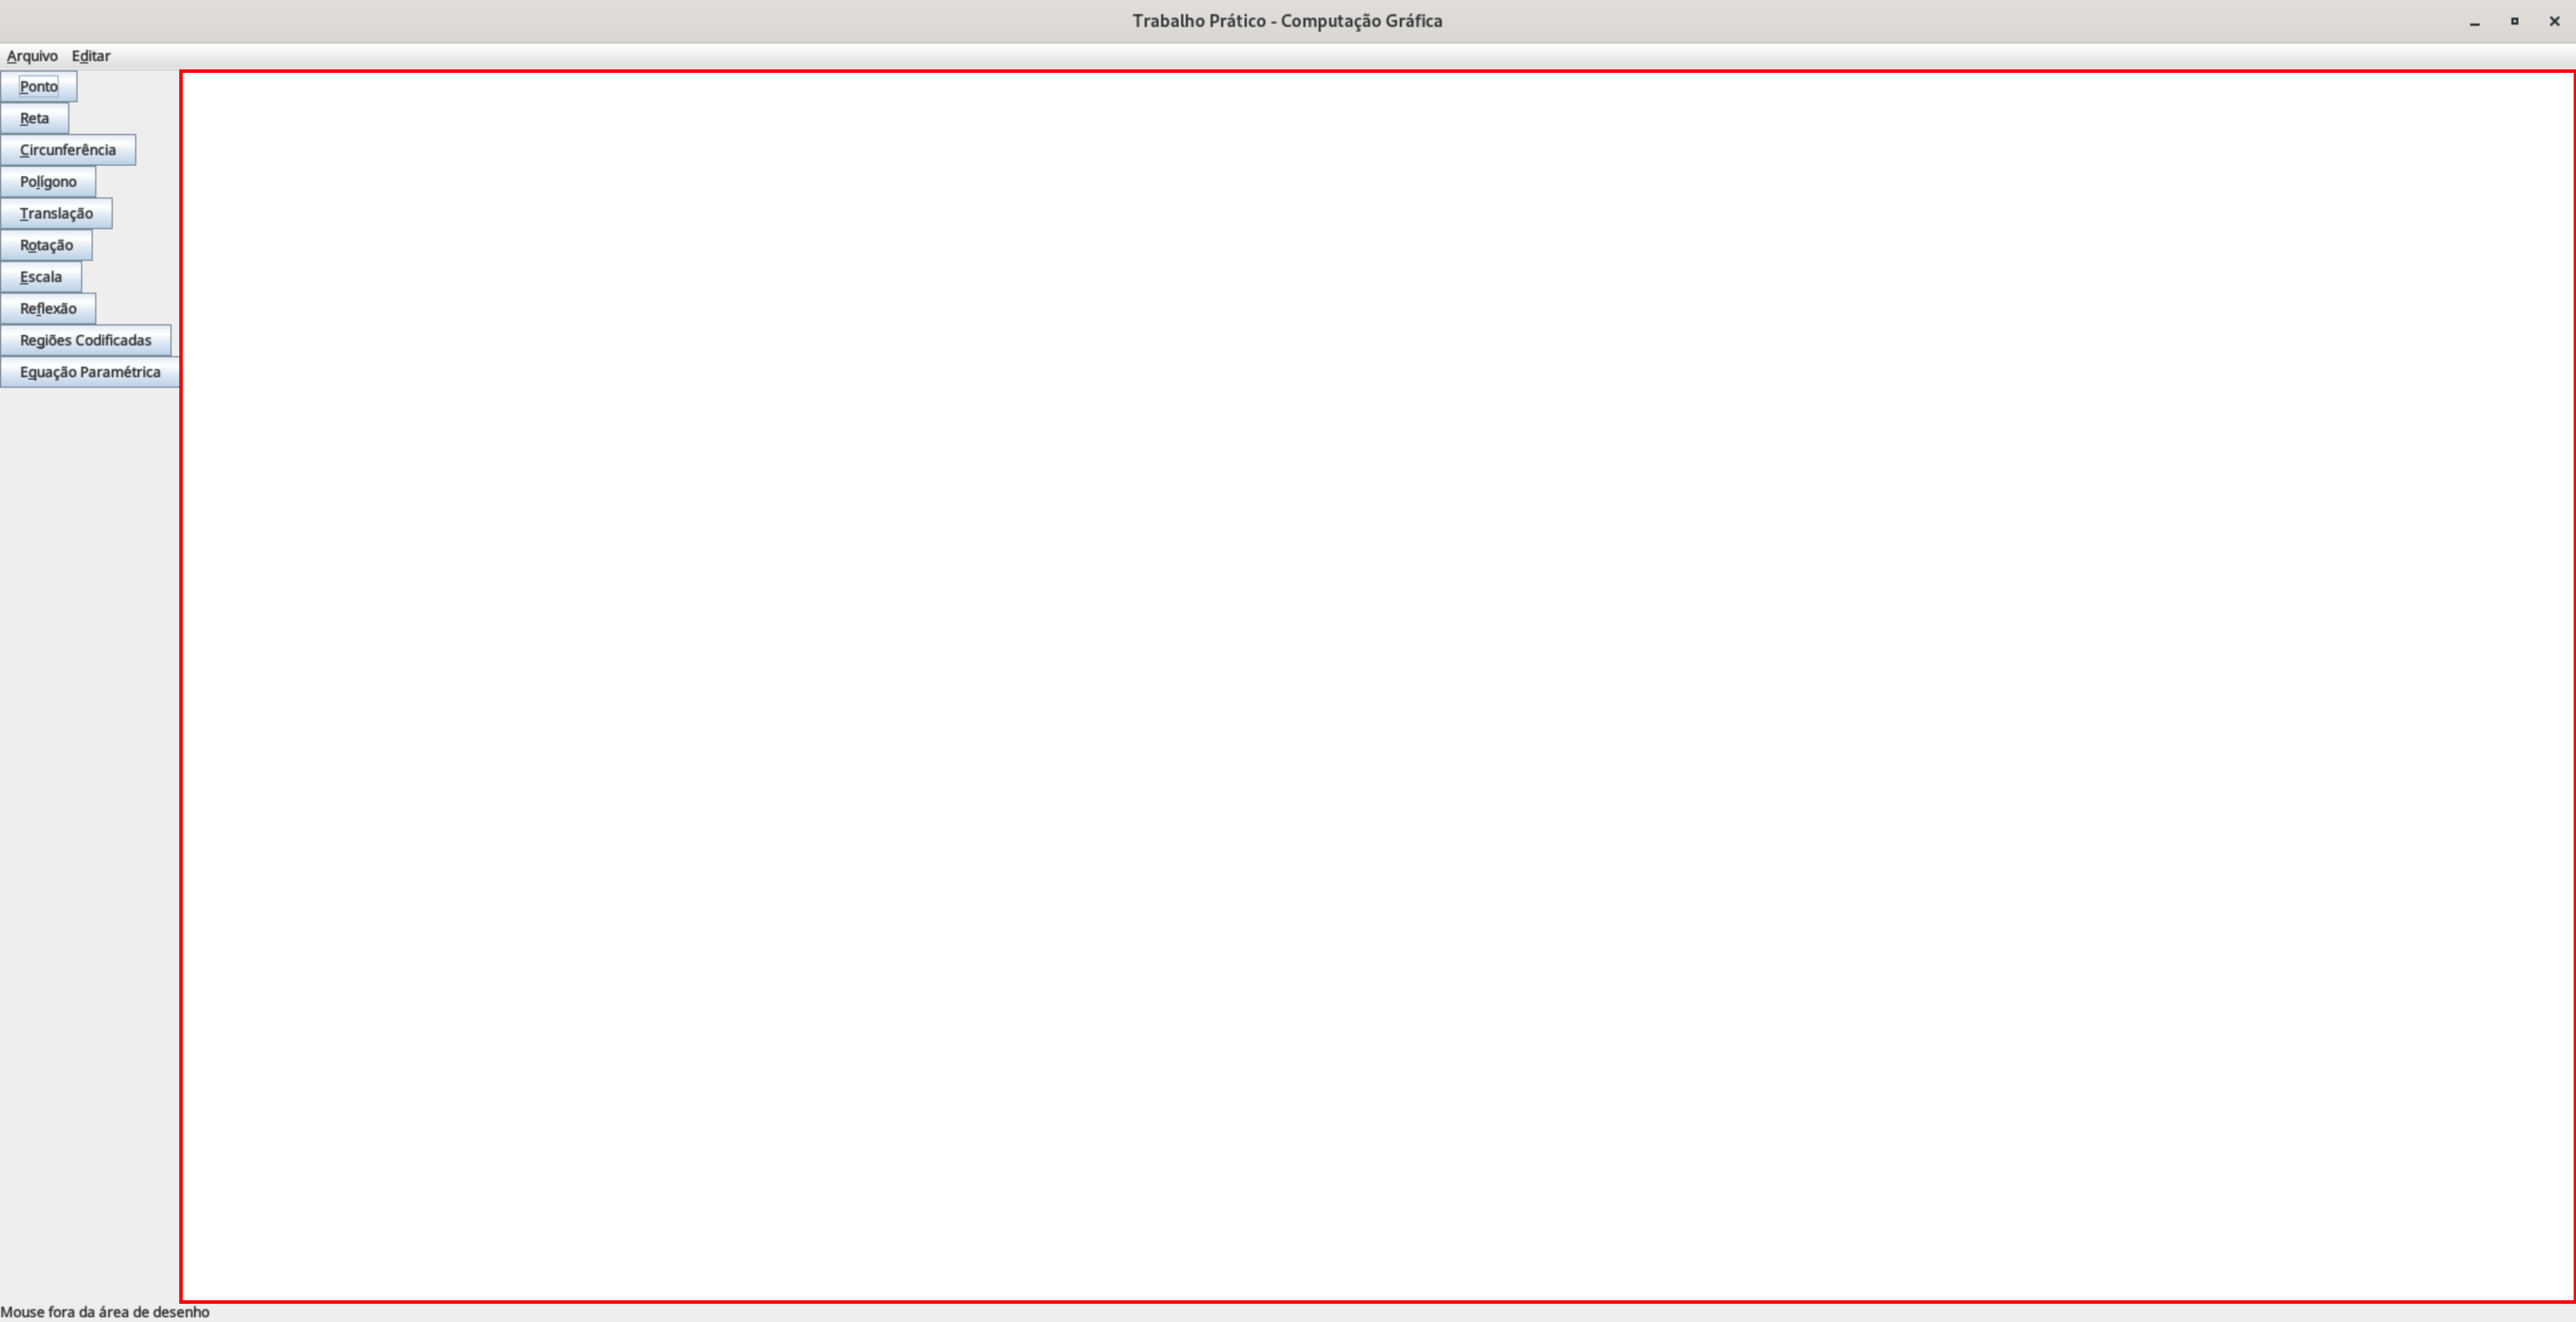 Trabalho Prático - Computação Gráfica
Arquivo Editar
Ponto
Reta
Circunferência
Polígono
Translação
Rotação
Escala
Reflexão
Regiões Codificadas
Equação Paramétrica
Mouse fora da área de desenho